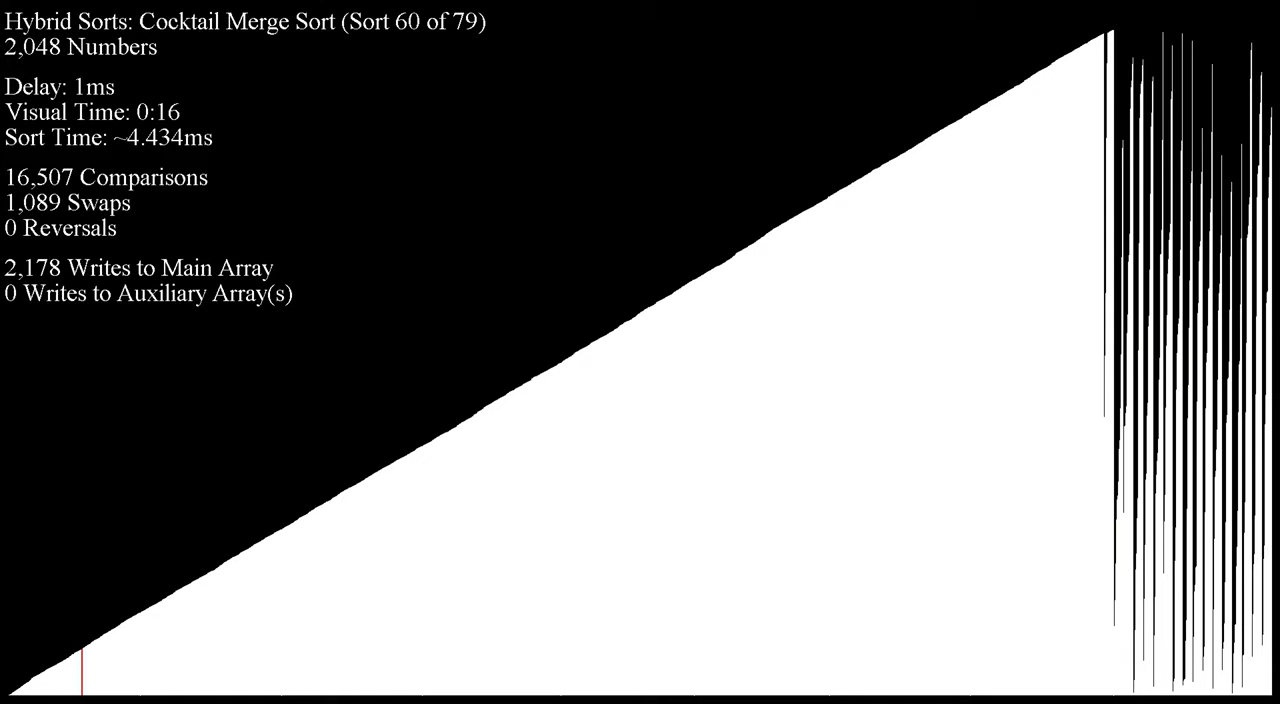 Hybrid Sorts: Cocktail Merge Sort (Sort 60 of 79)
2,048 Numbers
Delay: 1ms
Visual Time: 0:16
Sort Time: ~4.434ms
16,507 Comparisons
1,089 Swaps
0 Reversals
2,178 Writes to Main Array
0 Writes to Auxiliary Array(s)